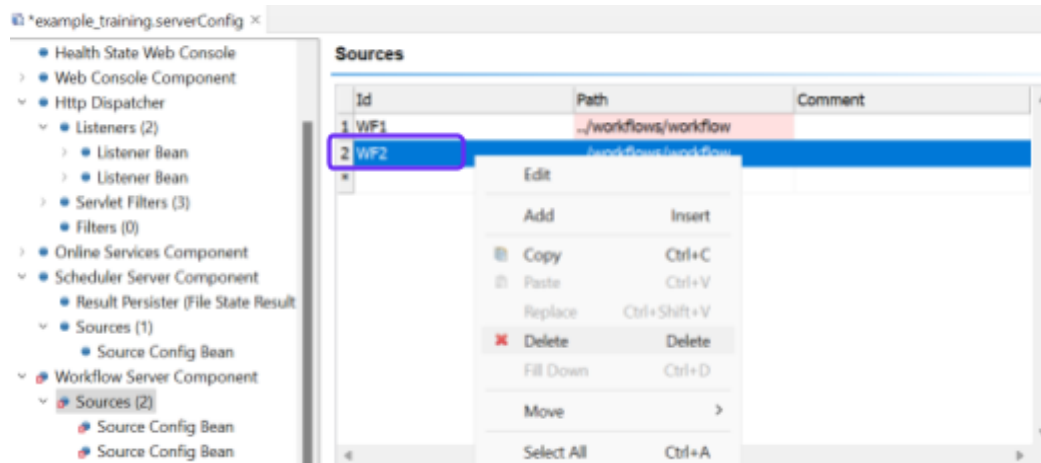 *example_training.serverConfig ×
Health State Web Console
Web Console Component
Http Dispatcher
Listeners (2)
Listener Bean
Listener Bean
Servlet Filters (3)
Filters (0)
Online Services Component
Scheduler Server Component
Result Persister (File State Result
Sources (1)
Source Config Bean
Workflow Server Component
Sources (2)
Source Config Bean
Source Config Bean
Sources
Id Path Comment
1 WF1 ../workflows/workflow
2 WF2 ../workflows/workflow
*
Edit
Add Insert
Copy Ctrl+C
Paste Ctrl+V
Replace Ctrl+Shift+V
Delete Delete
Fill Down Ctrl+D
Move >
Select All Ctrl+A